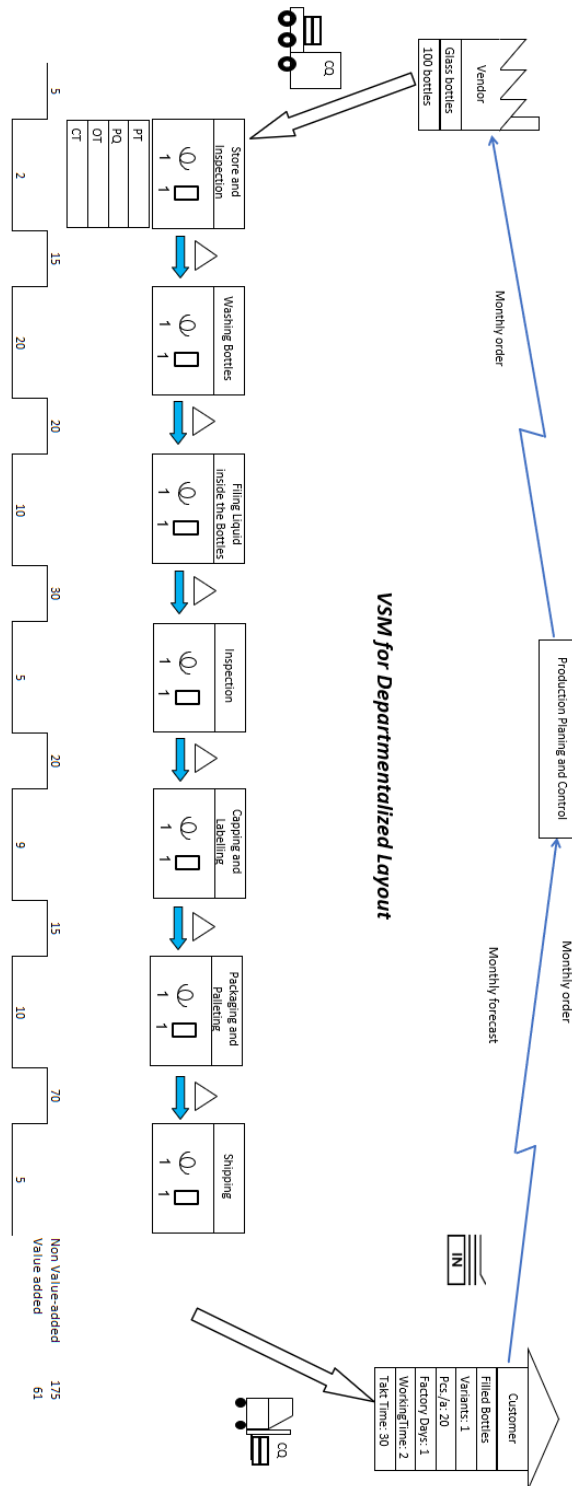 Vendor
Glass bottles
100 bottles
Monthly order
Production Planing and Control
Monthly order
Monthly forecast
IN
Customer
Filled Bottles
Variants: 1
Pcs./a: 20
Factory Days: 1
WorkingTime: 2
Takt Time: 30
CQ
VSM for Departmentalized Layout
CQ
Store and
Inspection
1 1
Washing Bottles
1 1
Filing Liquid
inside the Bottles
1 1
Inspection
1 1
Capping and
Labelling
1 1
Packaging and
Palleting
1 1
Shipping
1 1
PT
PQ
OT
CT
5 15 20 30 20 15 70
Non Value-added 175
2 20 10 5 9 10 5
Value added 61